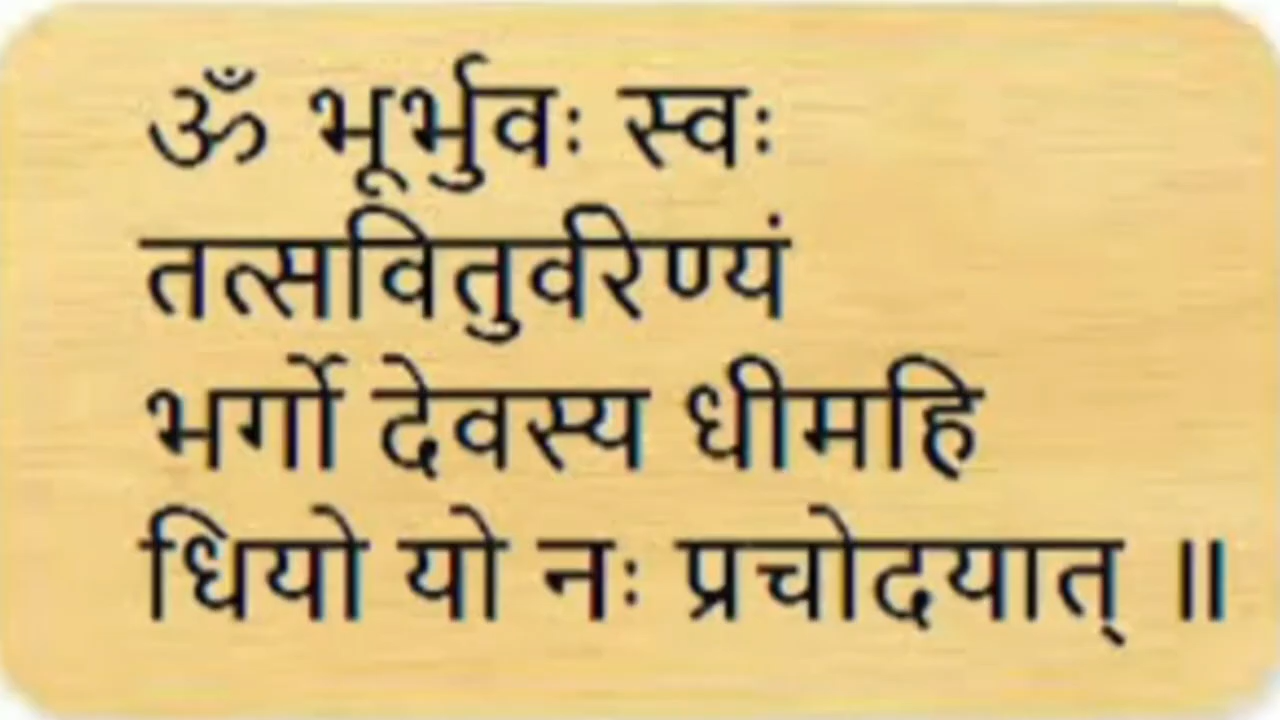 ॐ भूर्भुवः स्वः
तत्सवितुर्वरेण्यं
भर्गो देवस्य धीमहि
धियो यो नः प्रचोदयात् ॥